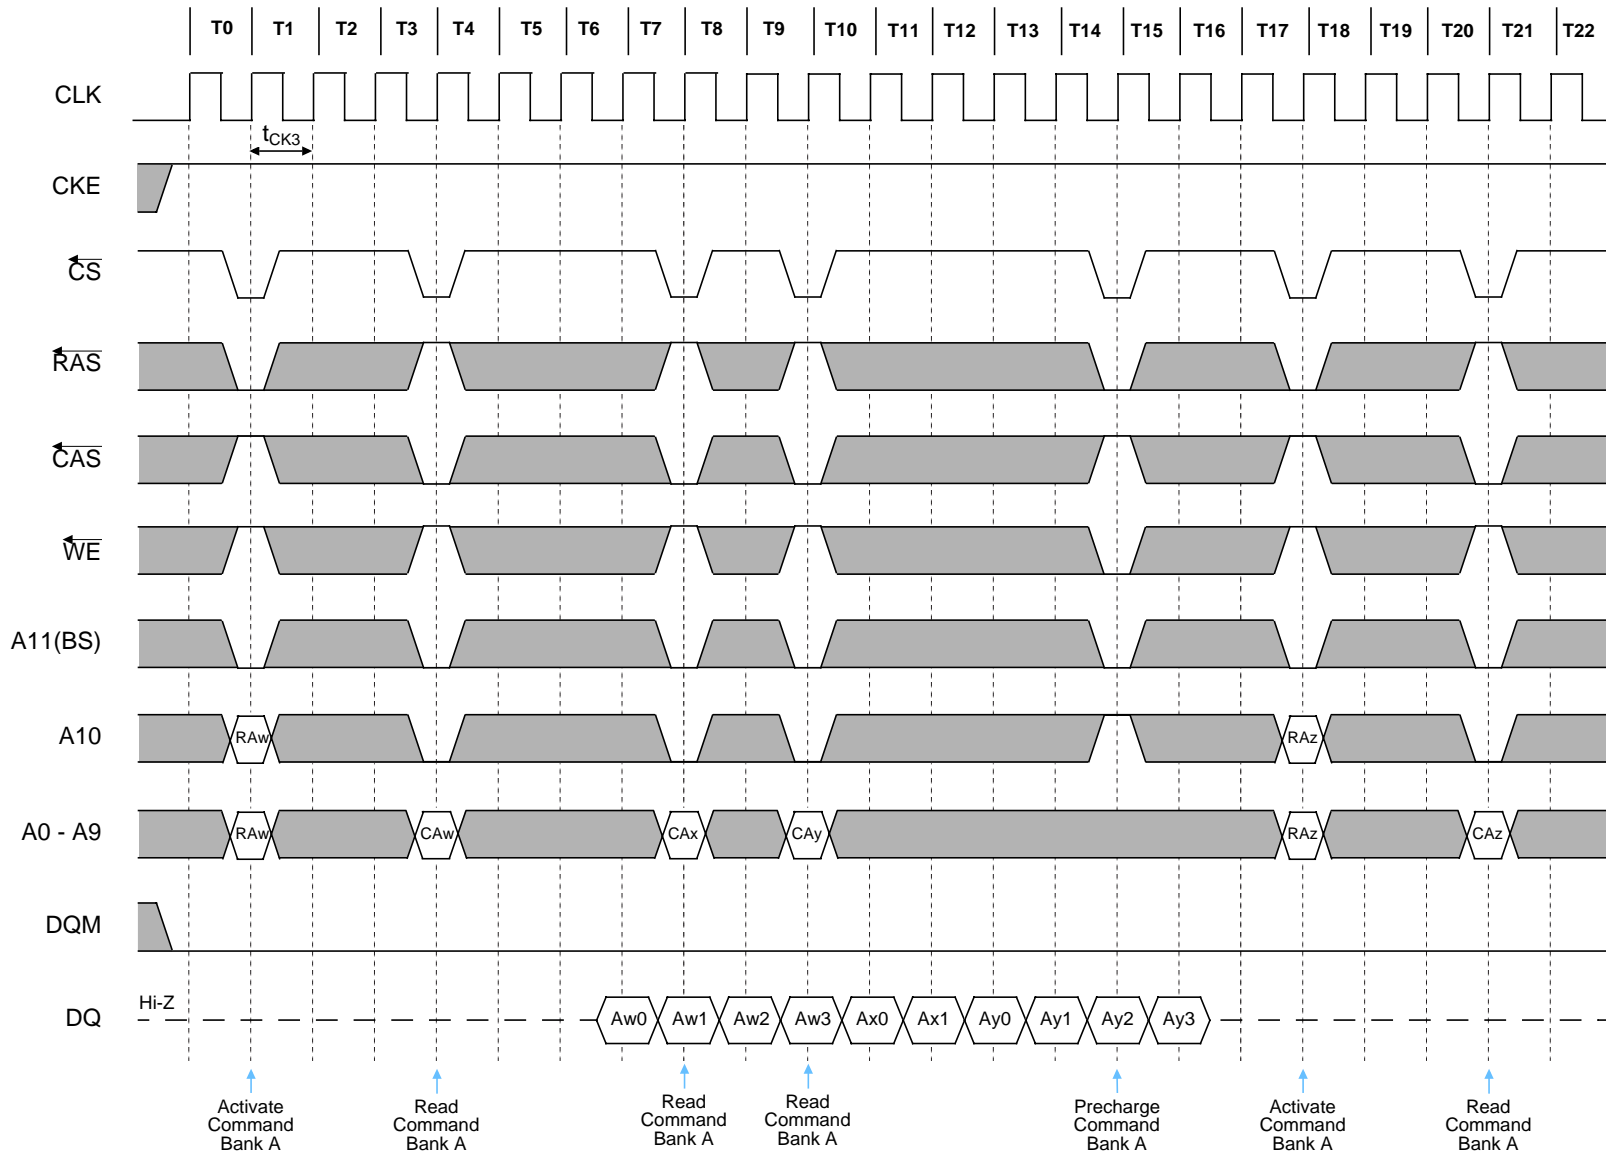 T0 T1 T2 T3 T4 T5 T6 T7 T8 T9 T10 T11 T12 T13 T14 T15 T16 T17 T18 T19 T20 T21 T22
CLK
tCK3
CKE
CS
RAS
CAS
WE
A11(BS)
A10 RAw RAz
A0 - A9 RAw CAw CAx CAy RAz CAz
DQM
Hi-Z
DQ Aw0 Aw1 Aw2 Aw3 Ax0 Ax1 Ay0 Ay1 Ay2 Ay3
Activate
Command
Bank A
Read
Command
Bank A
Read
Command
Bank A
Read
Command
Bank A
Precharge
Command
Bank A
Activate
Command
Bank A
Read
Command
Bank A